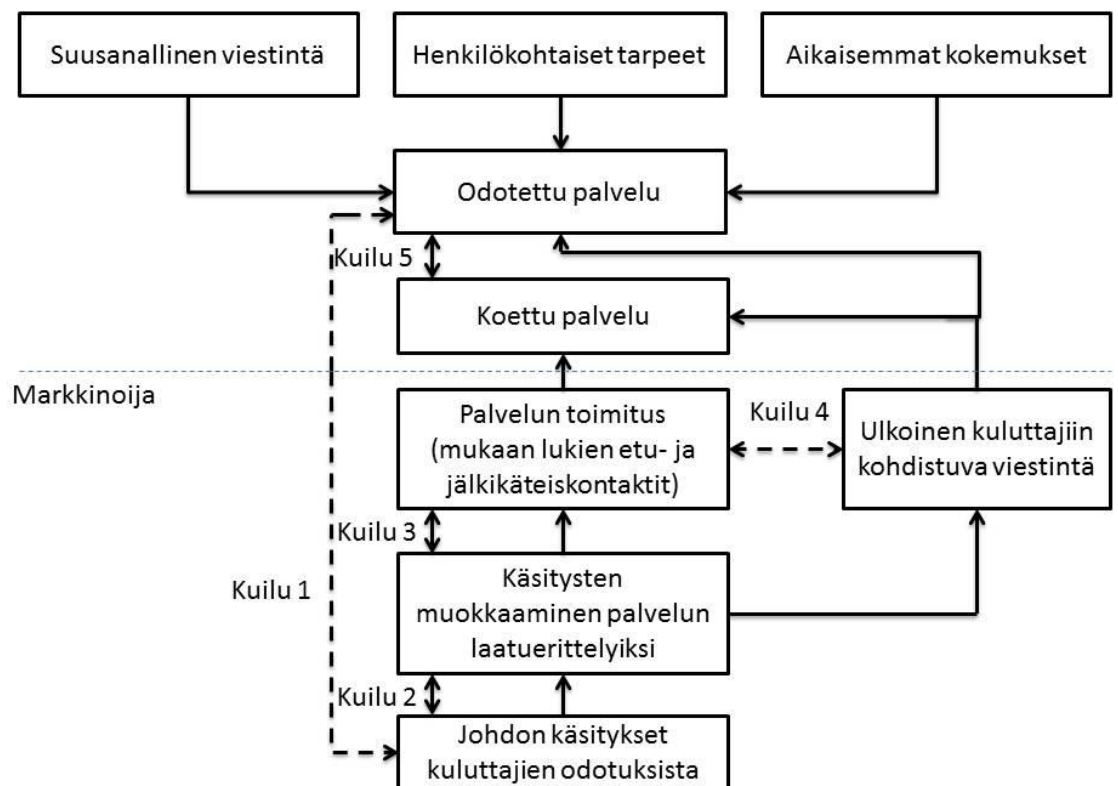 Suusanallinen viestintä
Henkilökohtaiset tarpeet
Aikaisemmat kokemukset
Odotettu palvelu
Kuilu 5
Koettu palvelu
Markkinoija
Palvelun toimitus
(mukaan lukien etu- ja
jälkikäteiskontaktit)
Kuilu 4
Ulkoinen kuluttajiin
kohdistuva viestintä
Kuilu 3
Kuilu 1
Käsitysten
muokkaaminen palvelun
laatuerittelyiksi
Kuilu 2
Johdon käsitykset
kuluttajien odotuksista